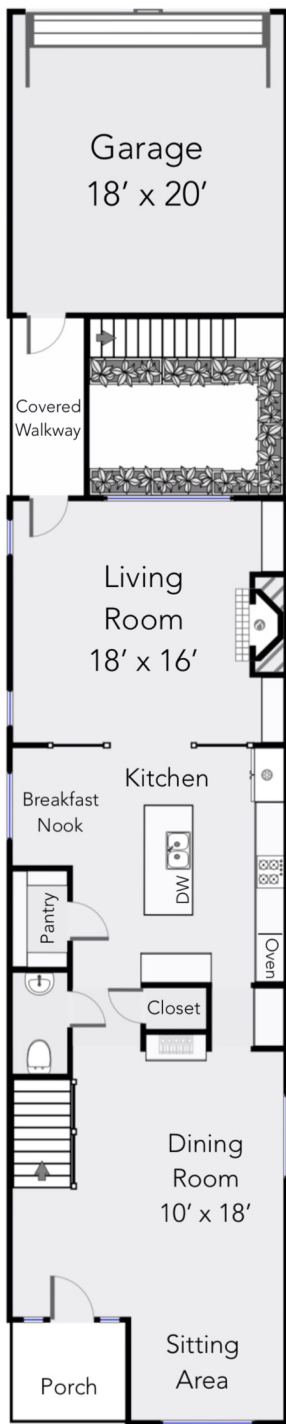 Garage
18’ x 20’
Covered
Walkway
Living
Room
18’ x 16’
Kitchen
Breakfast
Nook
DW
Pantry
Oven
Closet
Dining
Room
10’ x 18’
Sitting
Area
Porch